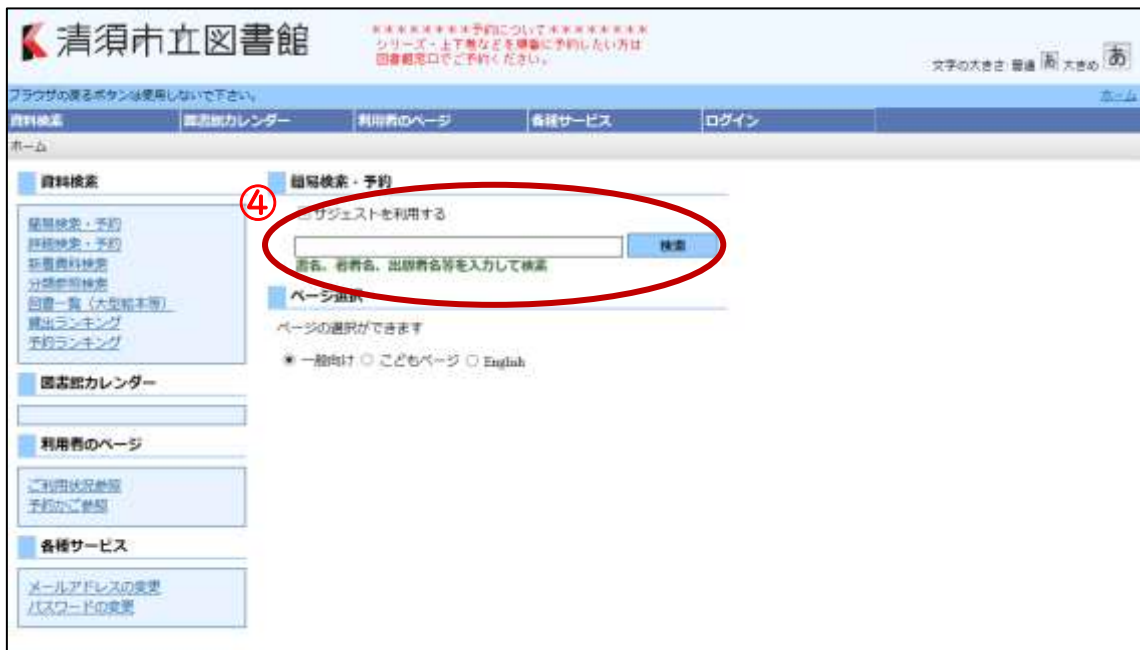 清須市立図書館
********予約について********
シリーズ・上下巻などを順番に予約したい方は
図書館窓口でご予約ください。
文字の大きさ 普通 あ 大きめ あ
ブラウザの戻るボタンは使用しないで下さい。
ホーム
資料検索 図書館カレンダー 利用者のページ 各種サービス ログイン
ホーム
資料検索
簡易検索・予約
詳細検索・予約
新着資料検索
分類参照検索
図書一覧（大型絵本等）
貸出ランキング
予約ランキング
図書館カレンダー
利用者のページ
ご利用状況参照
予約かご参照
各種サービス
メールアドレスの変更
パスワードの変更
④
簡易検索・予約
サジェストを利用する
検索
書名、著者名、出版者名等を入力して検索
ページ選択
ページの選択ができます
一般向け こどもページ English